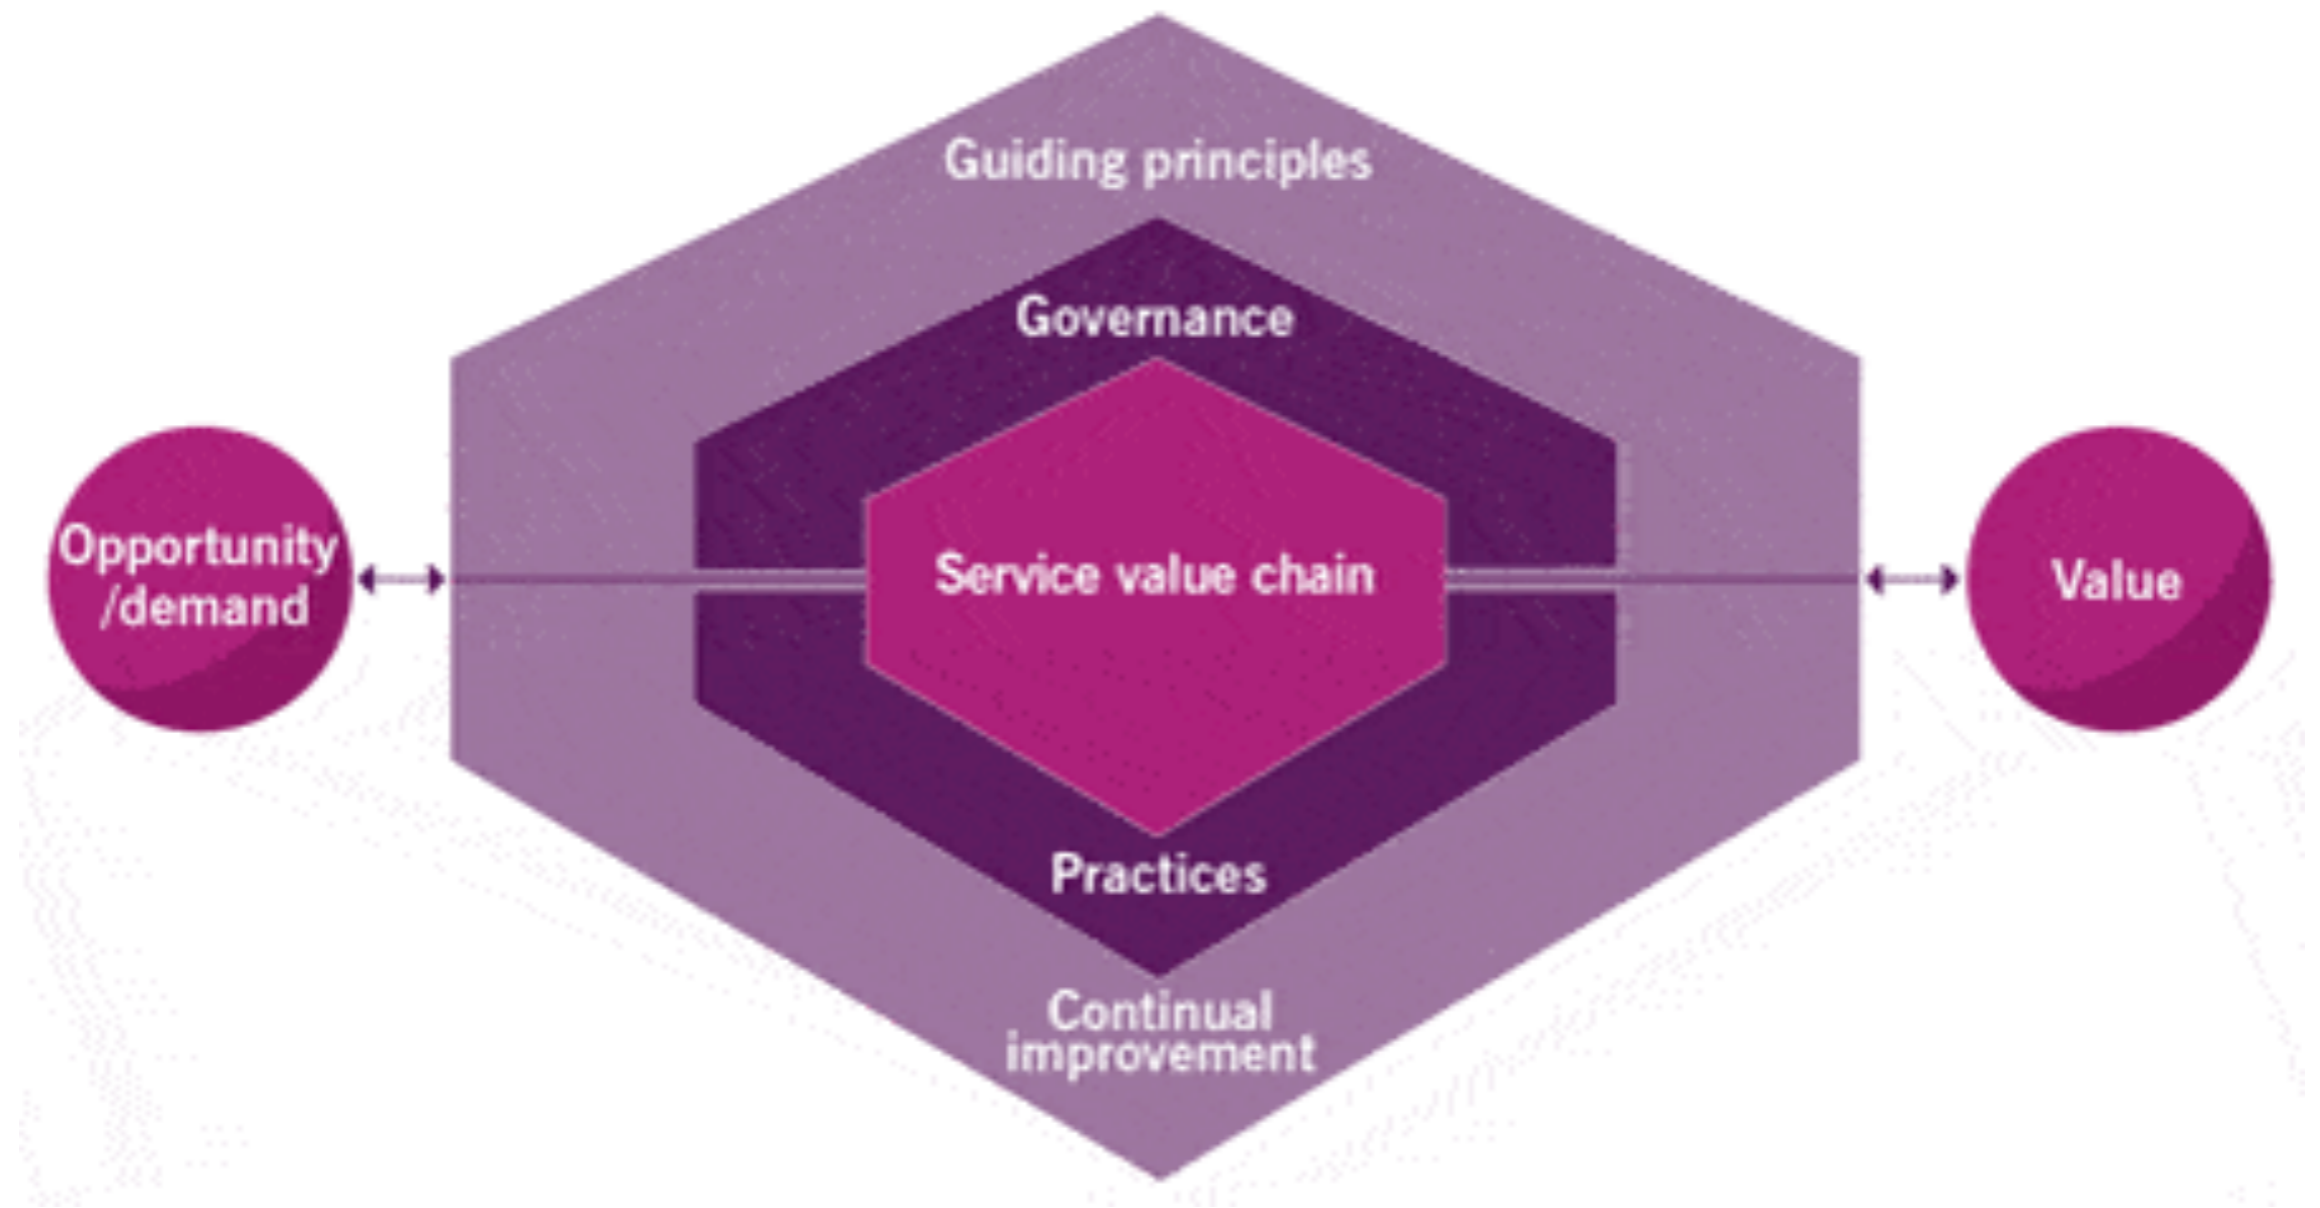 Guiding principles
Governance
Opportunity
/demand
Service value chain
Value
Practices
Continual
improvement